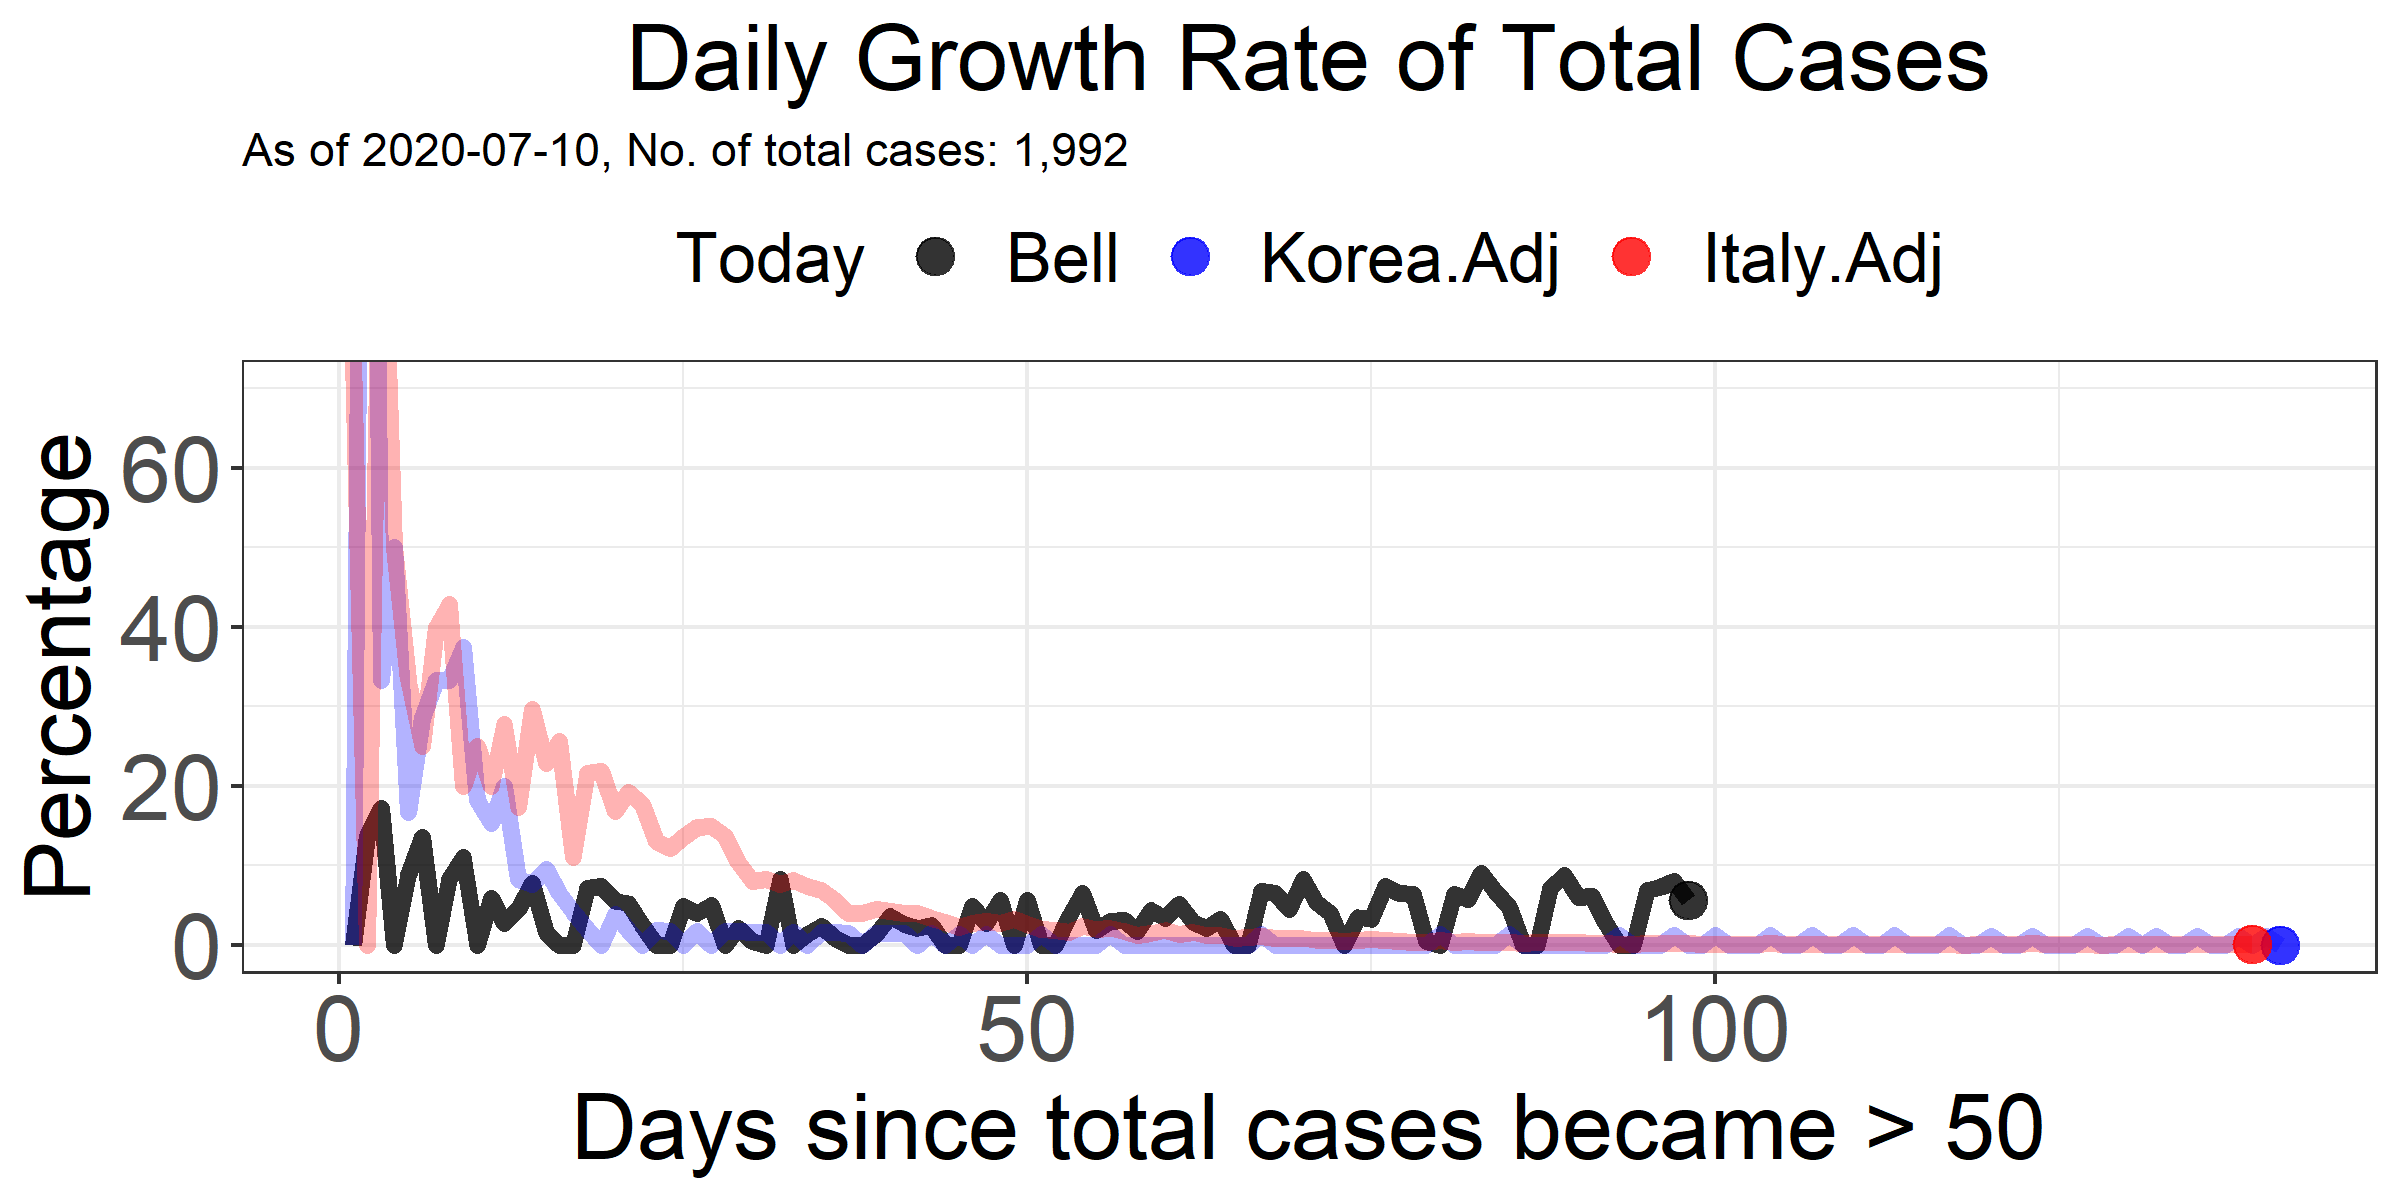 Daily Growth Rate of Total Cases
As of 2020-07-10, No. of total cases: 1,992
Today Bell Korea.Adj Italy.Adj
Percentage
60
40
20
0
0 50 100
Days since total cases became > 50